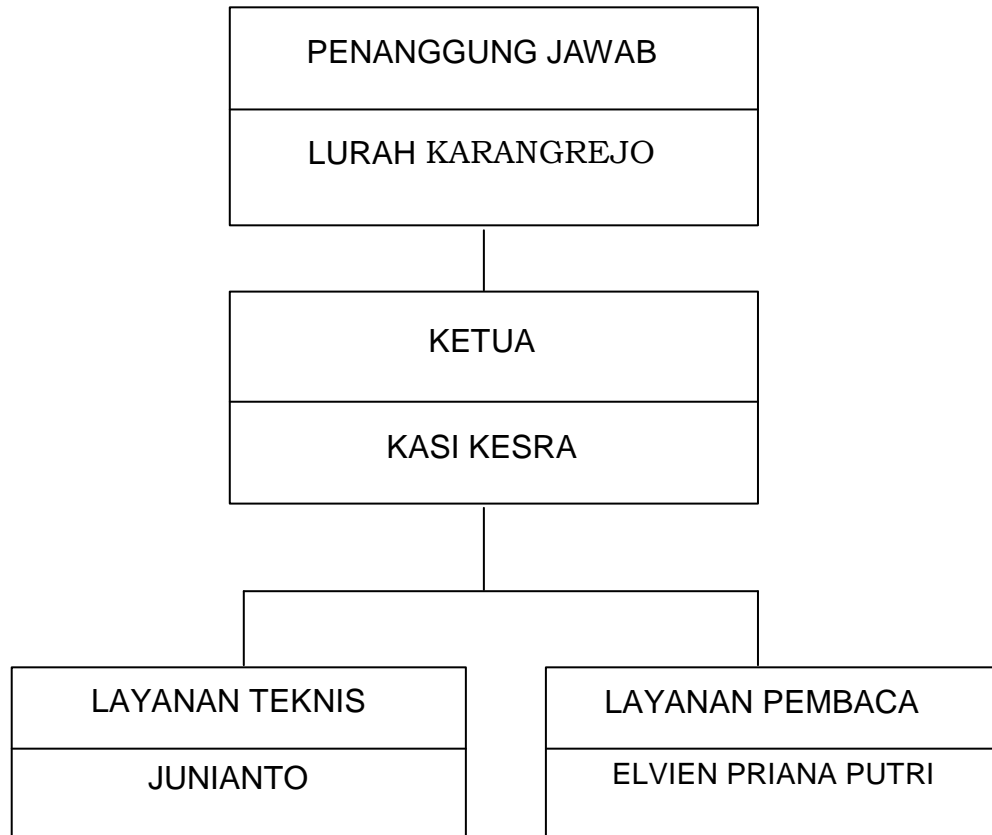 PENANGGUNG JAWAB
LURAH KARANGREJO
KETUA
KASI KESRA
LAYANAN TEKNIS
JUNIANTO
LAYANAN PEMBACA
ELVIEN PRIANA PUTRI